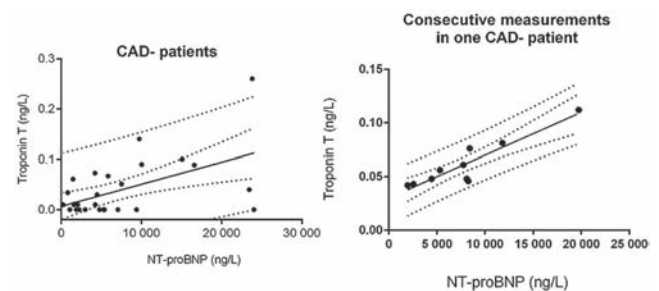 CAD- patients
Troponin T (ng/L)
0.3
0.2
0.1
0.0
0
10 000
20 000
30 000
NT-proBNP (ng/L)
Consecutive measurements
in one CAD- patient
Troponin T (ng/L)
0.15
0.10
0.05
0.00
0
5 000
10 000
15 000
20 000
25 000
NT-proBNP (ng/L)